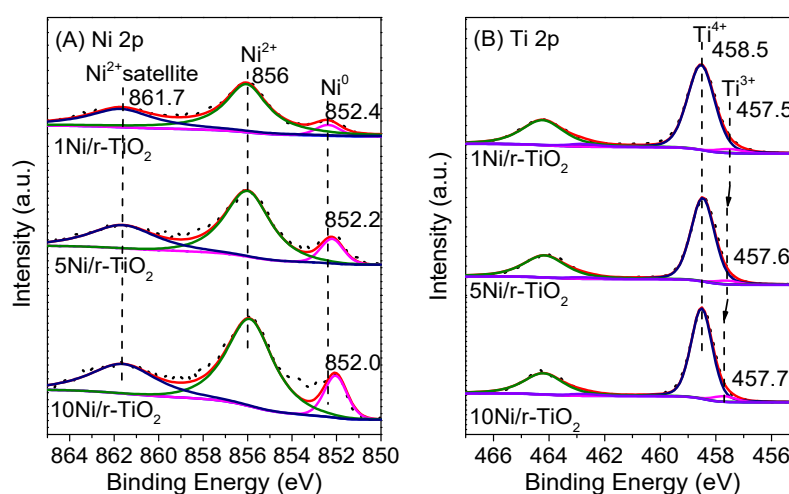 (A) Ni 2p
Ni²⁺ satellite
861.7
Ni²⁺
856
Ni⁰
852.4
1Ni/r-TiO₂
852.2
5Ni/r-TiO₂
852.0
10Ni/r-TiO₂
Intensity (a.u.)
864 862 860 858 856 854 852 850
Binding Energy (eV)
(B) Ti 2p
Ti⁴⁺
458.5
Ti³⁺
457.5
1Ni/r-TiO₂
457.6
5Ni/r-TiO₂
457.7
10Ni/r-TiO₂
Intensity (a.u.)
466 464 462 460 458 456
Binding Energy (eV)